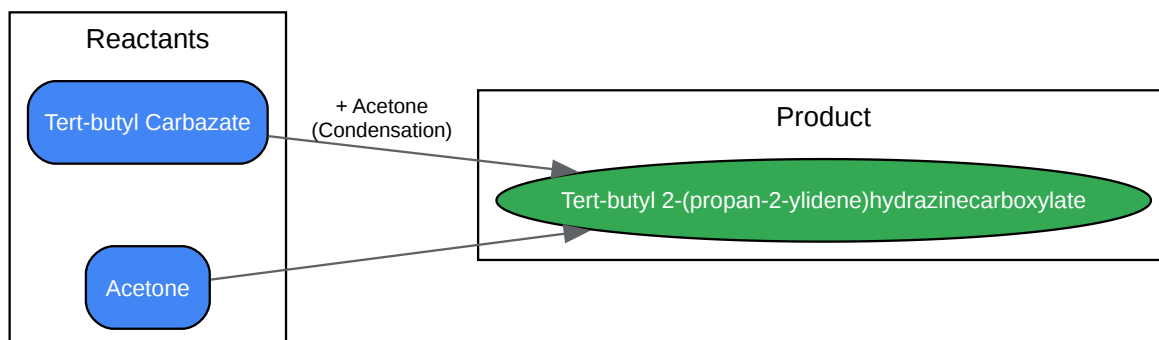 Reactants
Tert-butyl Carbazate
+ Acetone
(Condensation)
Acetone
Product
Tert-butyl 2-(propan-2-ylidene)hydrazinecarboxylate